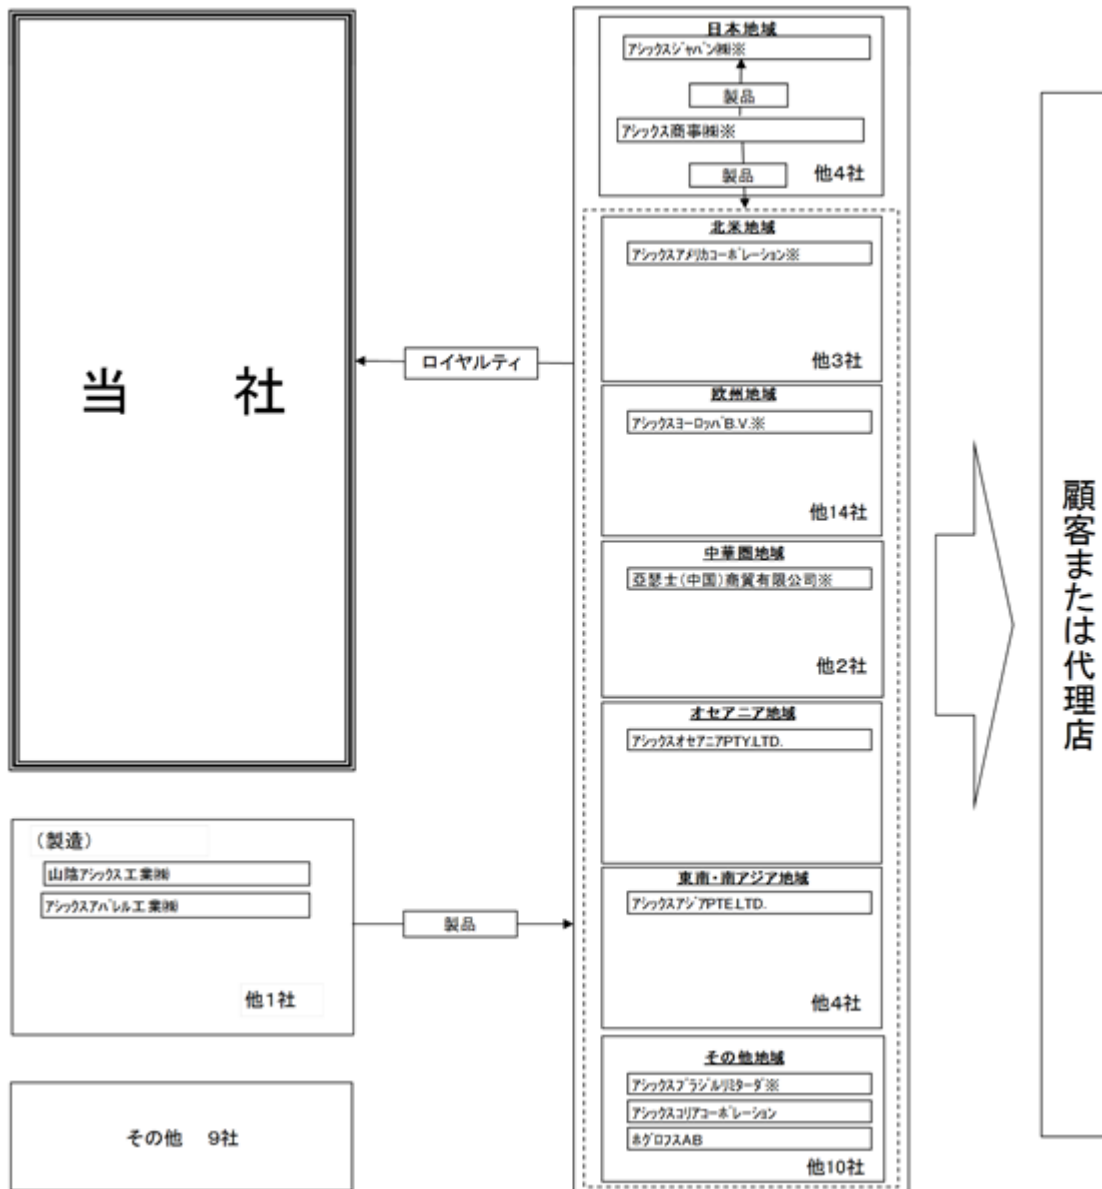 日本地域
アシックスジャパン㈱※
製品
アシックス商事㈱※
製品
他4社
北米地域
アシックスアメリカコーポレーション※
他3社
欧州地域
アシックスヨーロッパB.V.※
他14社
中華圏地域
亞瑟士(中国)商貿有限公司※
他2社
オセアニア地域
アシックスオセアニアPTY.LTD.
東南・南アジア地域
アシックスアジアPTE.LTD.
他4社
その他地域
アシックスブラジルリミターダ※
アシックスコリアコーポレーション
ホグロフスAB
他10社
当 社
ロイヤルティ
(製造)
山陰アシックス工業㈱
アシックスアパレル工業㈱
他1社
製品
その他 9社
顧客または代理店